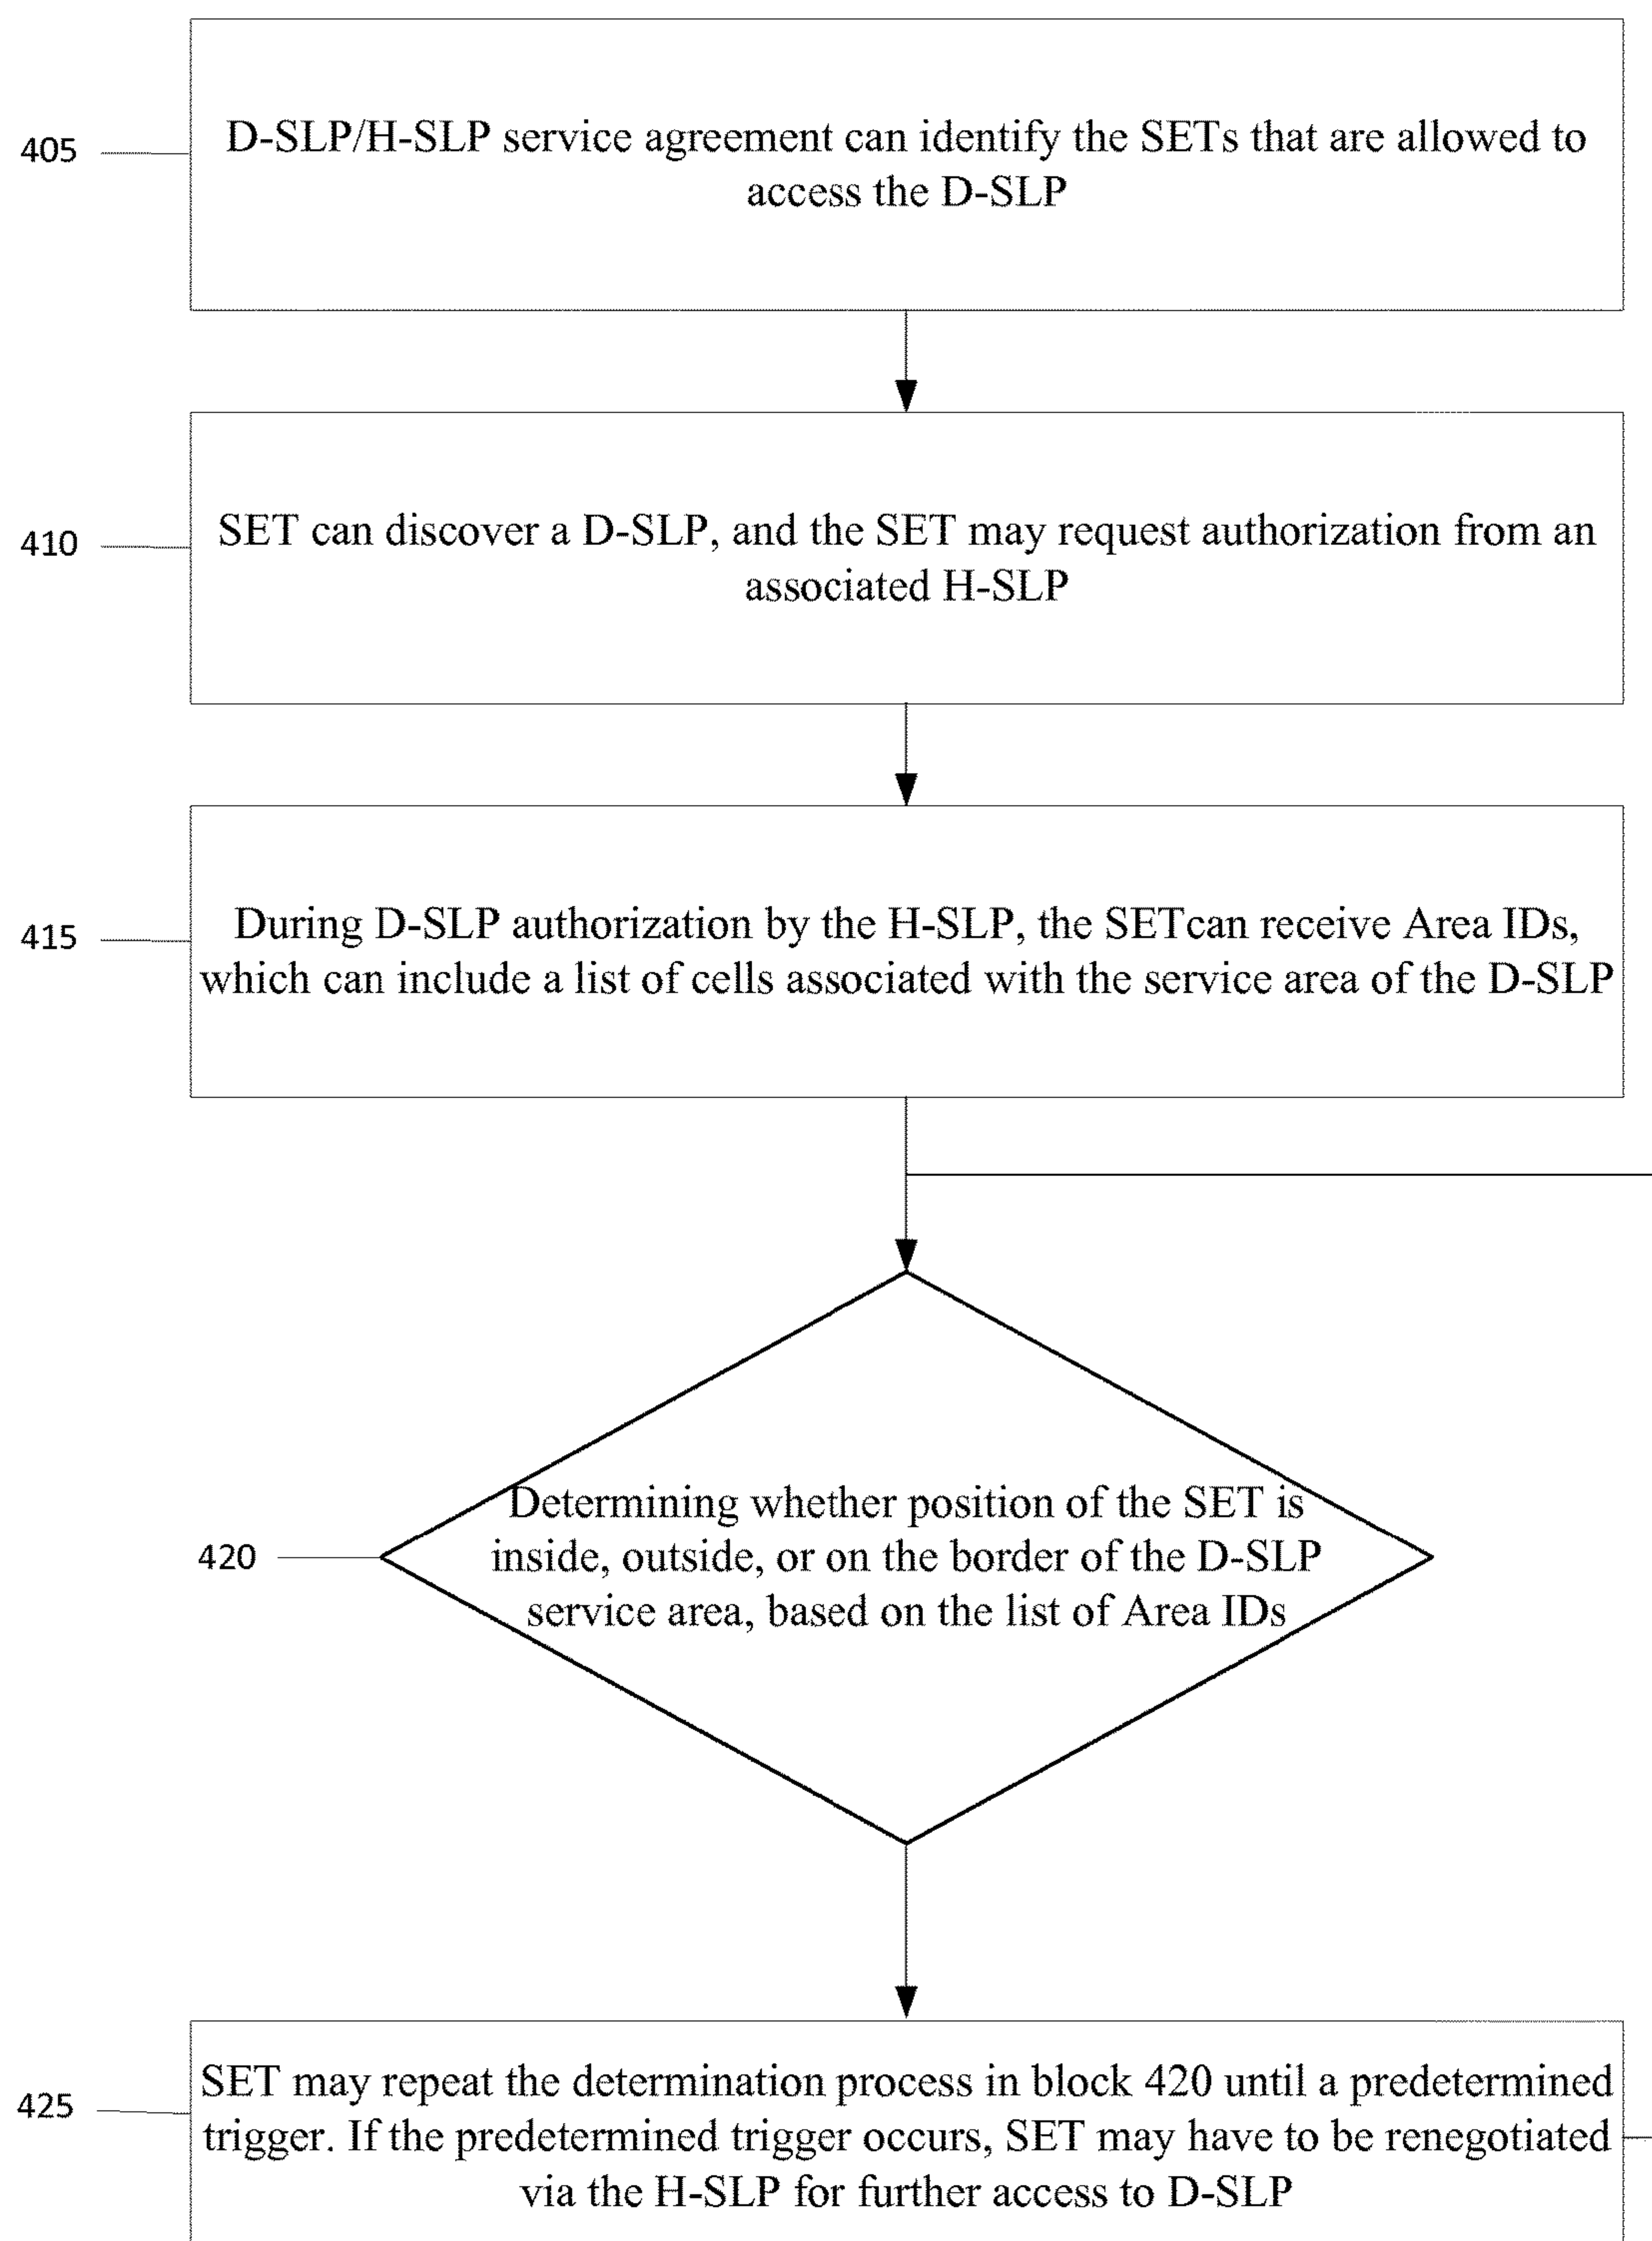 405
D-SLP/H-SLP service agreement can identify the SETs that are allowed to
access the D-SLP
410
SET can discover a D-SLP, and the SET may request authorization from an
associated H-SLP
415
During D-SLP authorization by the H-SLP, the SETcan receive Area IDs,
which can include a list of cells associated with the service area of the D-SLP
420
Determining whether position of the SET is
inside, outside, or on the border of the D-SLP
service area, based on the list of Area IDs
425
SET may repeat the determination process in block 420 until a predetermined
trigger. If the predetermined trigger occurs, SET may have to be renegotiated
via the H-SLP for further access to D-SLP